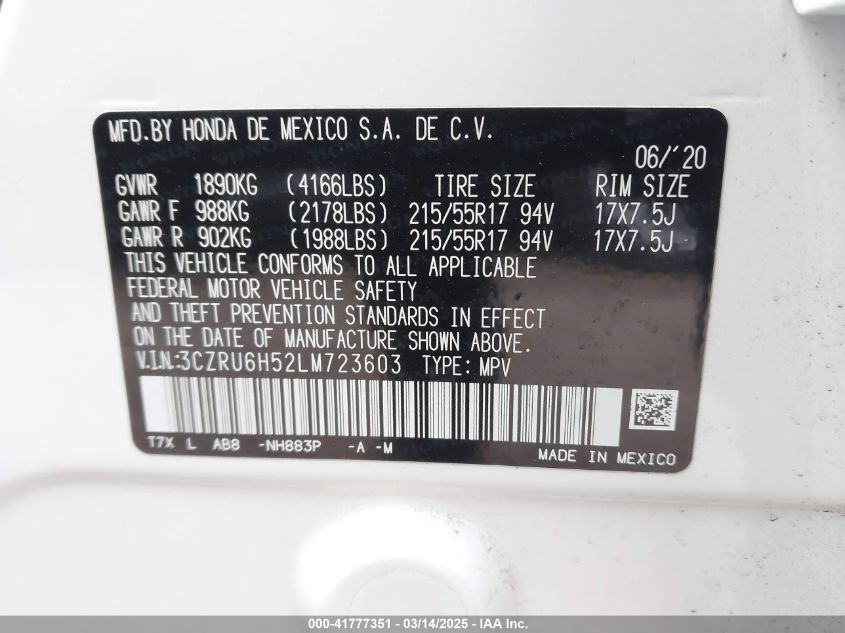 MFD.BY HONDA DE MEXICO S.A. DE C.V.
06/'20
GVWR 1890KG (4166LBS) TIRE SIZE RIM SIZE
GAWR F 988KG (2178LBS) 215/55R17 94V 17X7.5J
GAWR R 902KG (1988LBS) 215/55R17 94V 17X7.5J
THIS VEHICLE CONFORMS TO ALL APPLICABLE
FEDERAL MOTOR VEHICLE SAFETY
AND THEFT PREVENTION STANDARDS IN EFFECT
ON THE DATE OF MANUFACTURE SHOWN ABOVE.
V.I.N.:3CZRU6H52LM723603 TYPE: MPV
T7X L AB8 -NH883P -A -M
MADE IN MEXICO
000-41777351 - 03/14/2025 - IAA Inc.